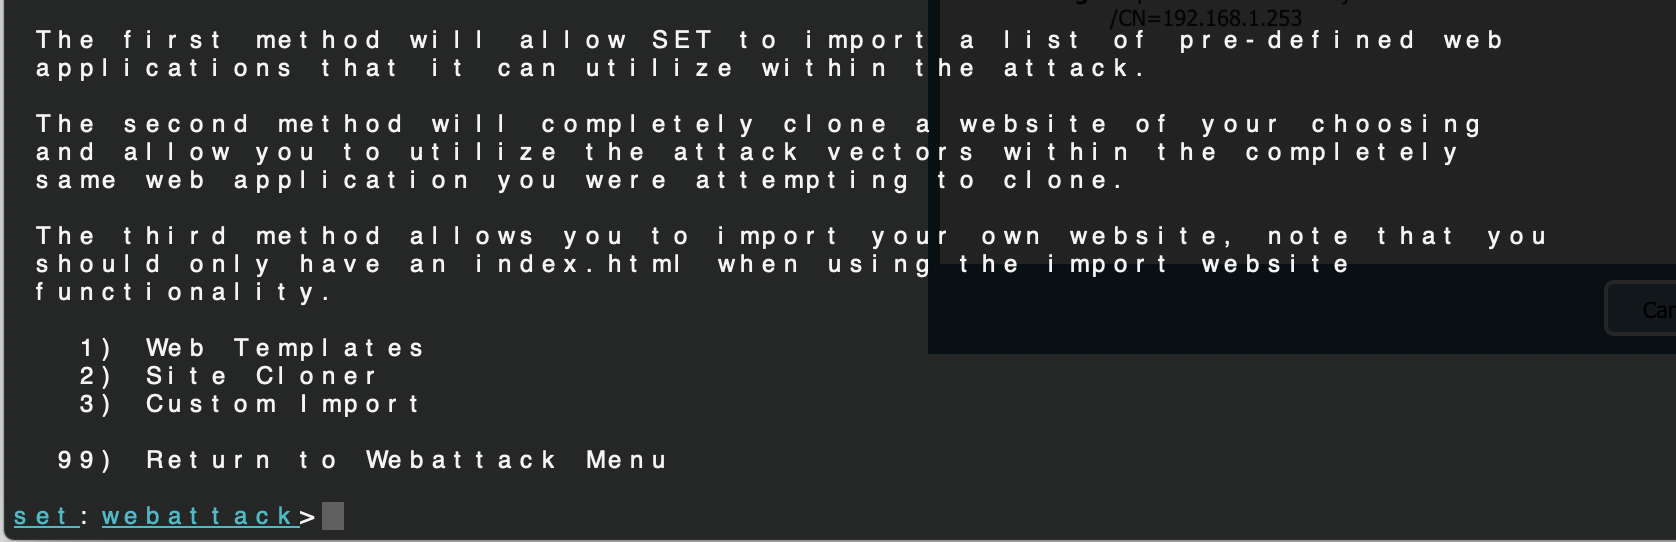 /CN=192.168.1.253
The first method will allow SET to import a list of pre-defined web
applications that it can utilize within the attack.
The second method will completely clone a website of your choosing
and allow you to utilize the attack vectors within the completely
same web application you were attempting to clone.
The third method allows you to import your own website, note that you
should only have an index.html when using the import website
functionality.
1) Web Templates
2) Site Cloner
3) Custom Import
99) Return to Webattack Menu
set:webattack>